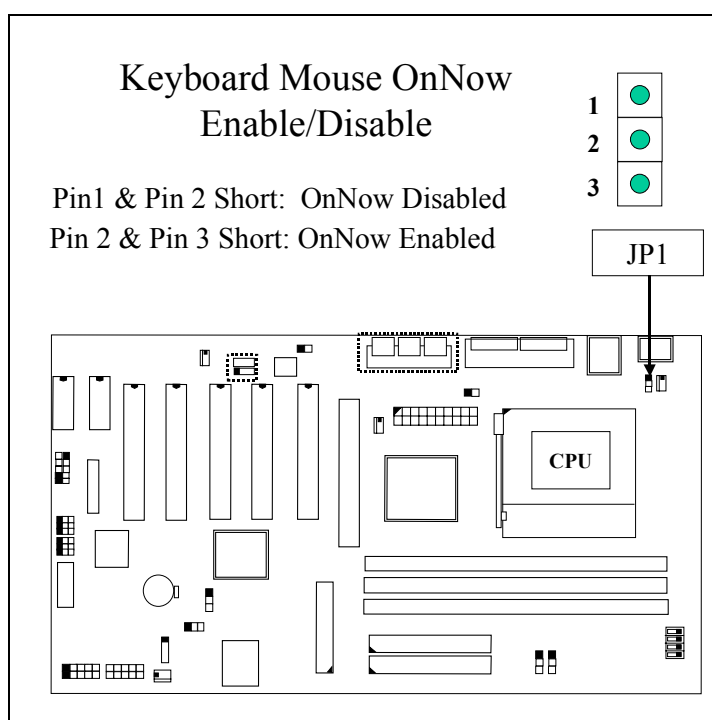 Keyboard Mouse OnNow
Enable/Disable
1
2
3
Pin1 & Pin 2 Short: OnNow Disabled
Pin 2 & Pin 3 Short: OnNow Enabled
JP1
CPU